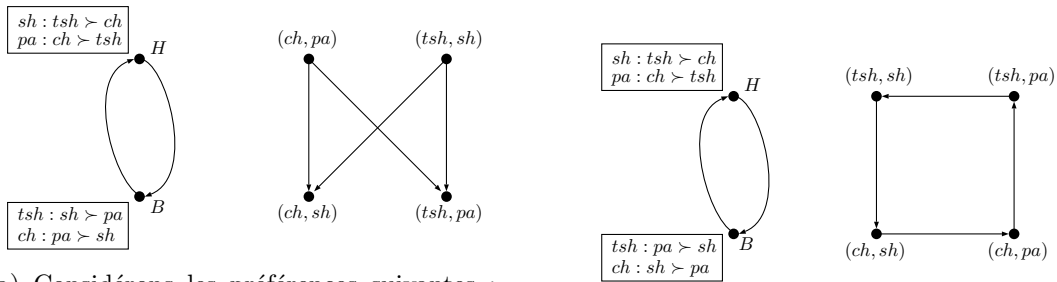 sh : tsh ≻ ch
pa : ch ≻ tsh
H
B
tsh : sh ≻ pa
ch : pa ≻ sh
(ch, pa)
(tsh, sh)
(ch, sh)
(tsh, pa)
sh : tsh ≻ ch
pa : ch ≻ tsh
H
B
tsh : pa ≻ sh
ch : sh ≻ pa
(tsh, sh)
(tsh, pa)
(ch, sh)
(ch, pa)
) Considérons les préférences suivantes :